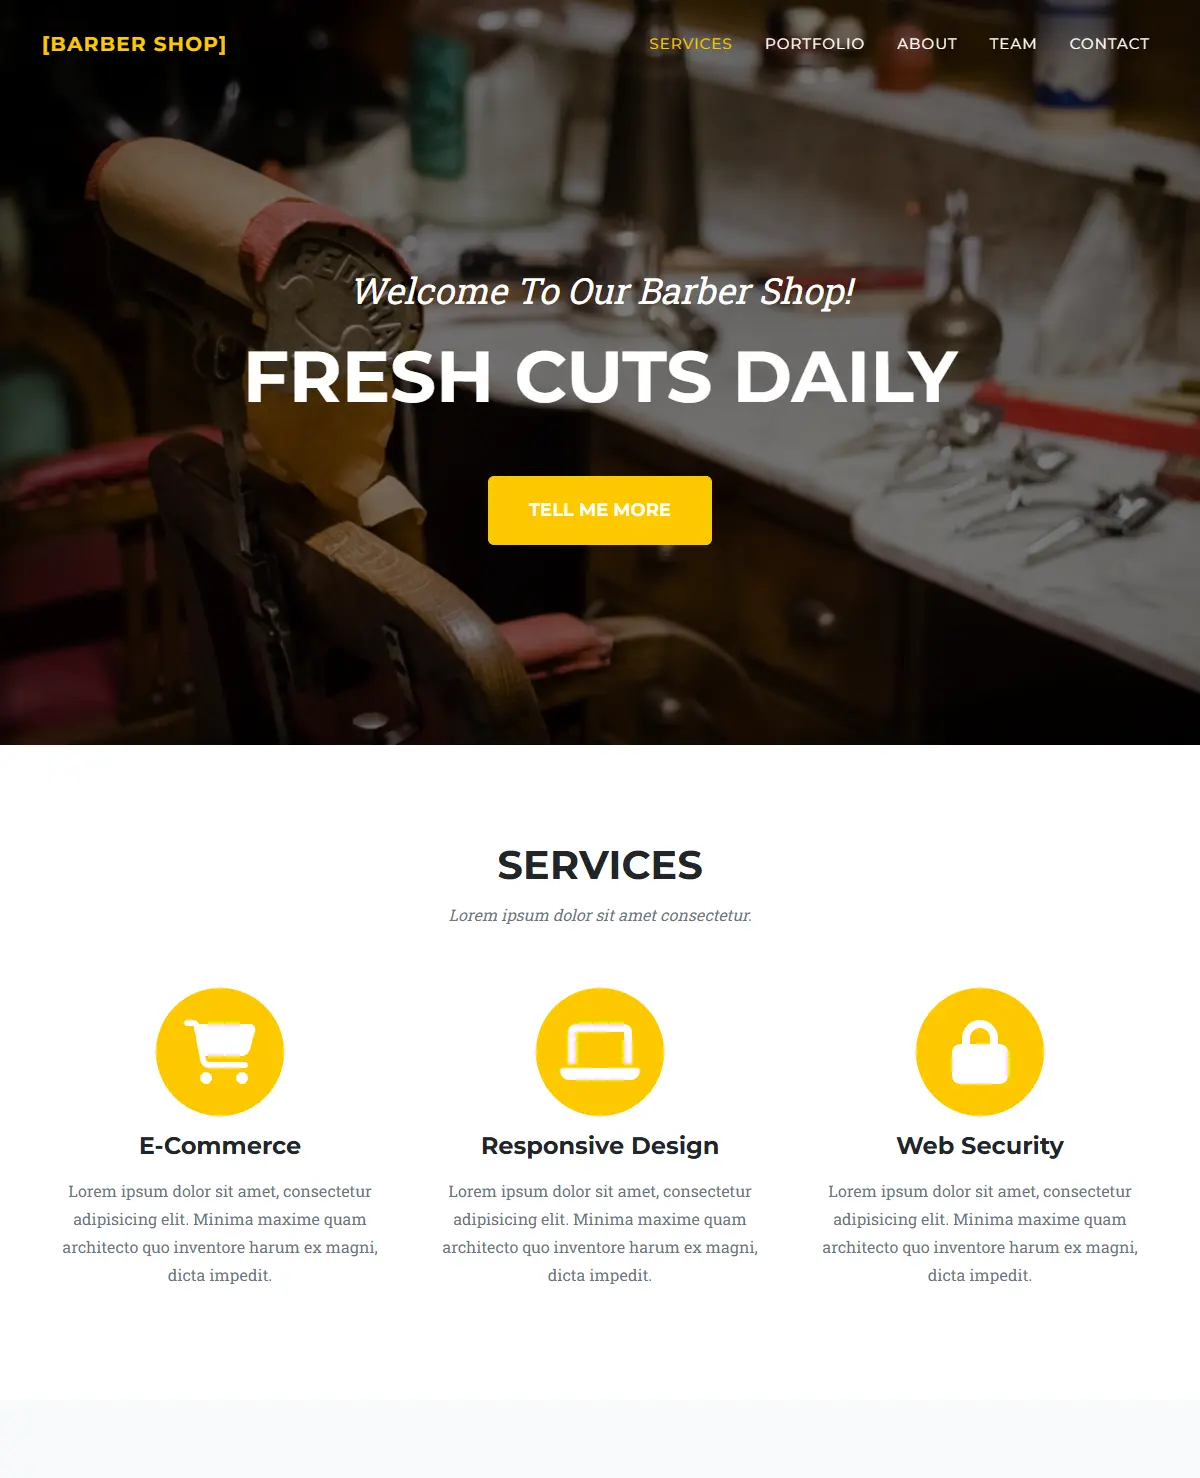 [BARBER SHOP]
SERVICES PORTFOLIO ABOUT TEAM CONTACT
Welcome To Our Barber Shop!
FRESH CUTS DAILY
TELL ME MORE
SERVICES
Lorem ipsum dolor sit amet consectetur.
E-Commerce
Lorem ipsum dolor sit amet, consectetur
adipisicing elit. Minima maxime quam
architecto quo inventore harum ex magni,
dicta impedit.
Responsive Design
Lorem ipsum dolor sit amet, consectetur
adipisicing elit. Minima maxime quam
architecto quo inventore harum ex magni,
dicta impedit.
Web Security
Lorem ipsum dolor sit amet, consectetur
adipisicing elit. Minima maxime quam
architecto quo inventore harum ex magni,
dicta impedit.